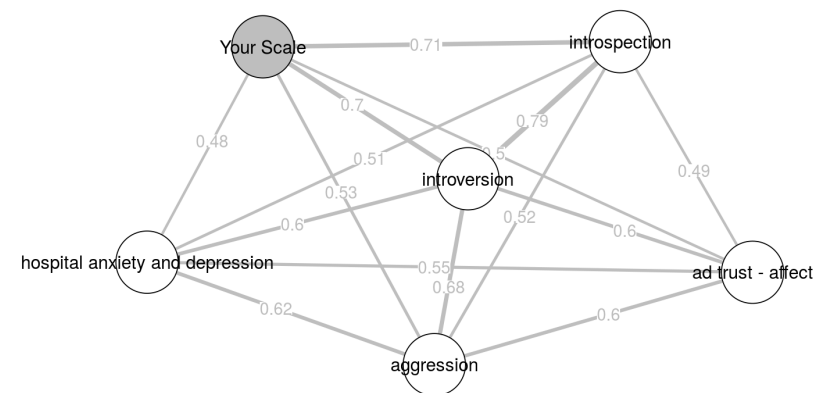 Your Scale
0.71
introspection
0.7
0.79
0.48
0.51
0.5
0.49
introversion
0.53
0.52
0.6
0.6
hospital anxiety and depression
0.55
ad trust - affect
0.68
0.62
0.6
aggression